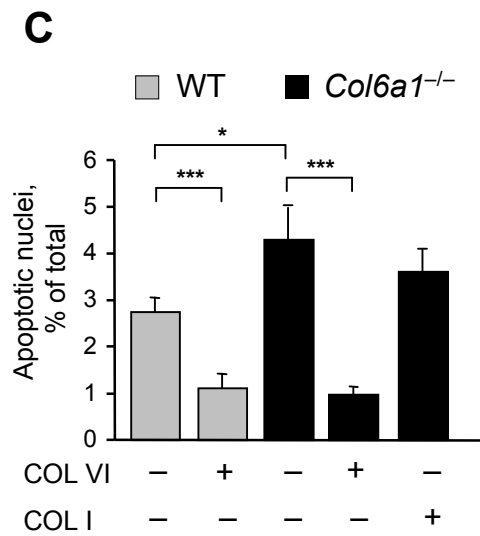 C
WT Col6a1–/–
*
*** ***
Apoptotic nuclei,
% of total
6
5
4
3
2
1
0
COL VI – + – + –
COL I – – – – +